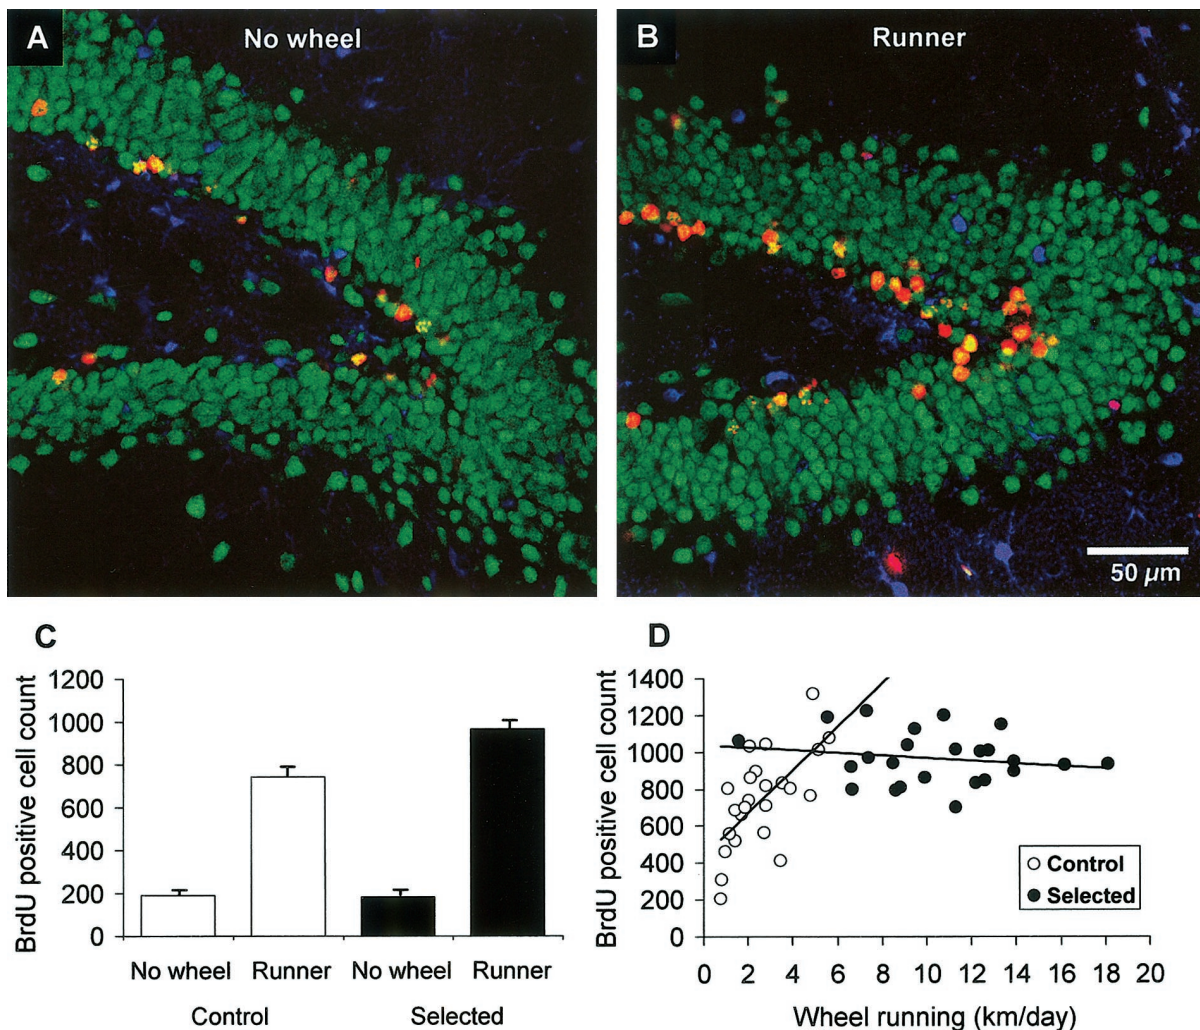 A
No wheel
B
Runner
50 µm
C
BrdU positive cell count
1200
1000
800
600
400
200
0
No wheel
Runner
No wheel
Runner
Control
Selected
D
BrdU positive cell count
1400
1200
1000
800
600
400
200
0
Control
Selected
0 2 4 6 8 10 12 14 16 18 20
Wheel running (km/day)